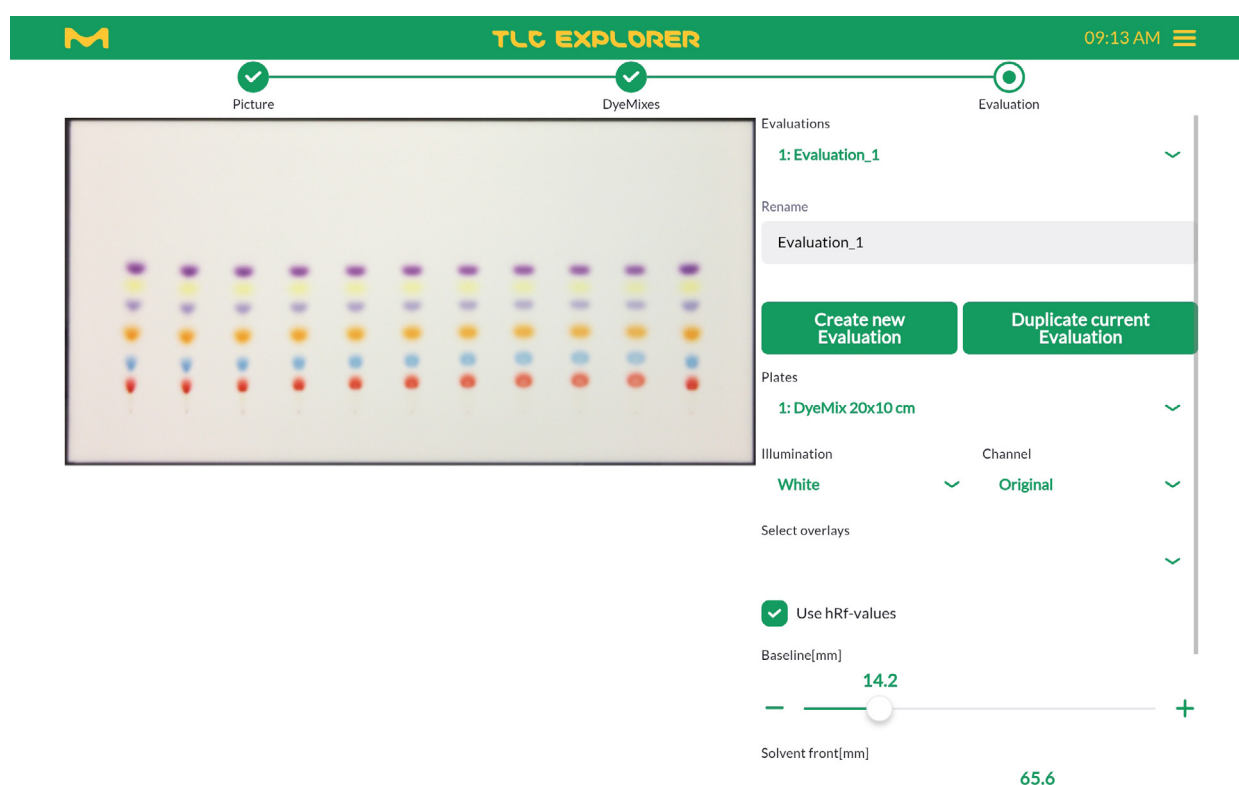 TLC EXPLORER
09:13 AM
Picture
DyeMixes
Evaluation
Evaluations
1: Evaluation_1
Rename
Evaluation_1
Create new
Evaluation
Duplicate current
Evaluation
Plates
1: DyeMix 20x10 cm
Illumination
Channel
White
Original
Select overlays
Use hRf-values
Baseline[mm]
14.2
Solvent front[mm]
65.6